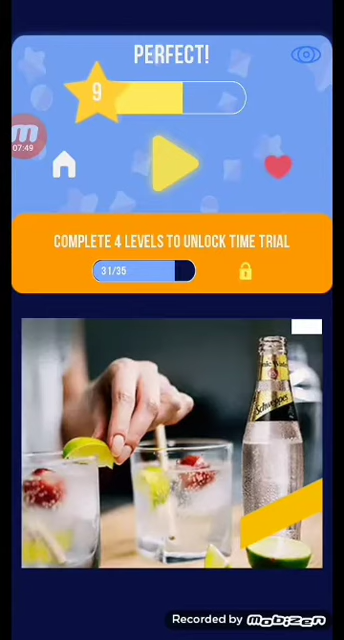 PERFECT!
9
07:49
COMPLETE 4 LEVELS TO UNLOCK TIME TRIAL
31/35
Schweppes
Recorded by mobizen